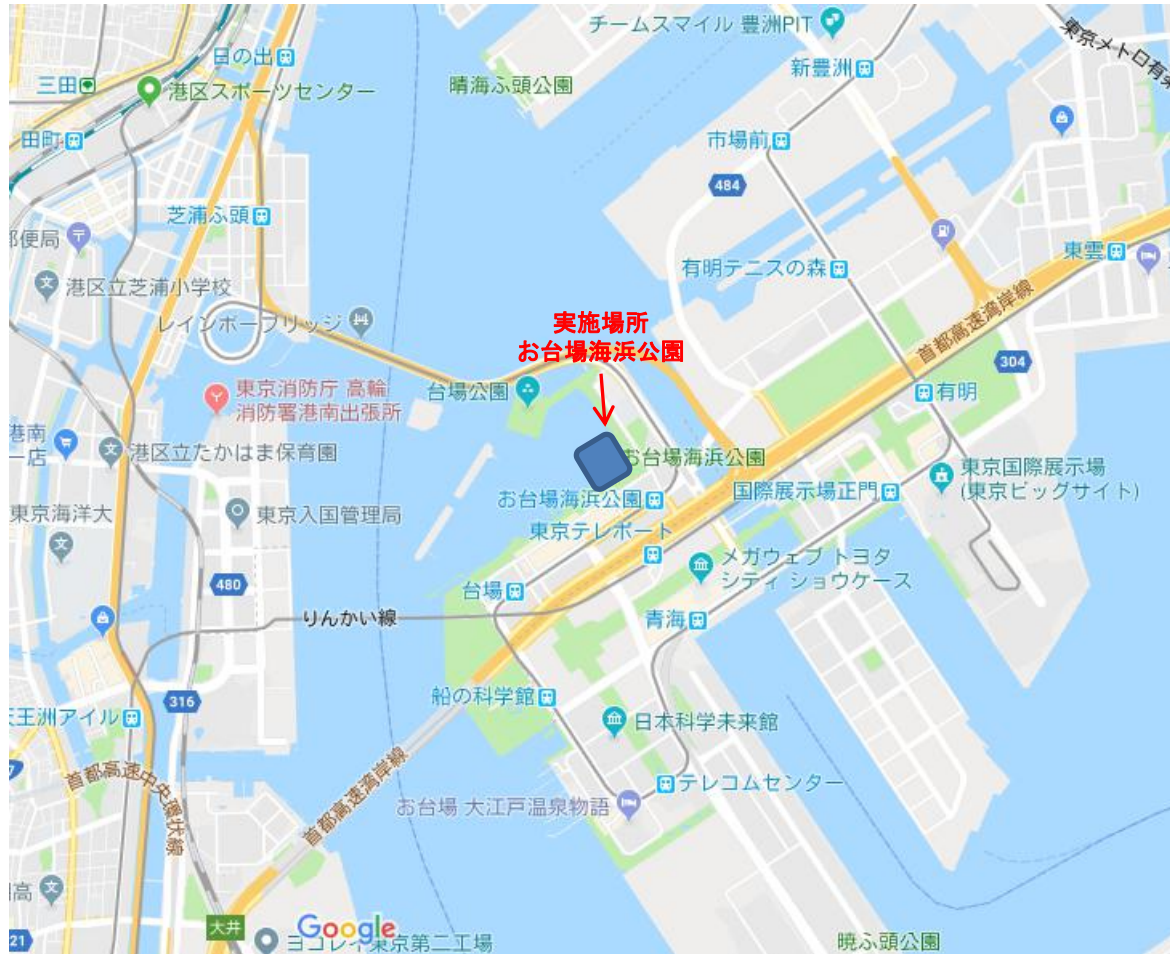 チームスマイル 豊洲PIT
東京メトロ有楽
日の出
新豊洲
三田
港区スポーツセンター
晴海ふ頭公園
田町
市場前
484
芝浦ふ頭
郵便局
東雲
有明テニスの森
港区立芝浦小学校
首都高速湾岸線
レインボーブリッジ
実施場所
お台場海浜公園
304
東京消防庁 高輪
消防署港南出張所
台場公園
有明
港南
一店
港区立たかはま保育園
お台場海浜公園
東京国際展示場
(東京ビッグサイト)
お台場海浜公園
国際展示場正門
東京海洋大
東京入国管理局
東京テレポート
メガウェブ トヨタ
シティ ショウケース
480
台場
りんかい線
青海
316
船の科学館
天王洲アイル
日本科学未来館
首都高速中央環状線
首都高速湾岸線
テレコムセンター
お台場 大江戸温泉物語
高
大井
Google
21
ヨコレイ東京第二工場
暁ふ頭公園